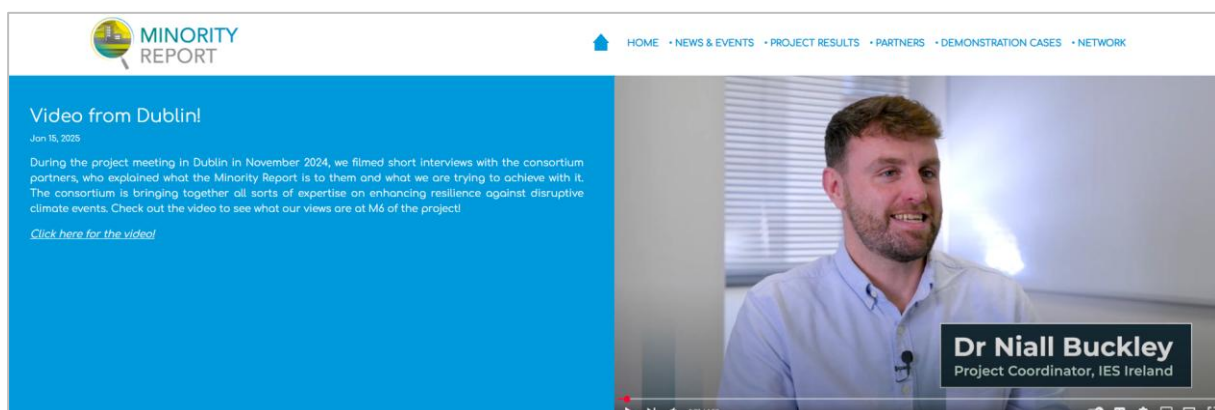 MINORITY
REPORT
HOME • NEWS & EVENTS • PROJECT RESULTS • PARTNERS • DEMONSTRATION CASES • NETWORK
Video from Dublin!
Jan 15, 2025
During the project meeting in Dublin in November 2024, we filmed short interviews with the consortium
partners, who explained what the Minority Report is to them and what we are trying to achieve with it.
The consortium is bringing together all sorts of expertise on enhancing resilience against disruptive
climate events. Check out the video to see what our views are at M6 of the project!
Click here for the video!
Dr Niall Buckley
Project Coordinator, IES Ireland